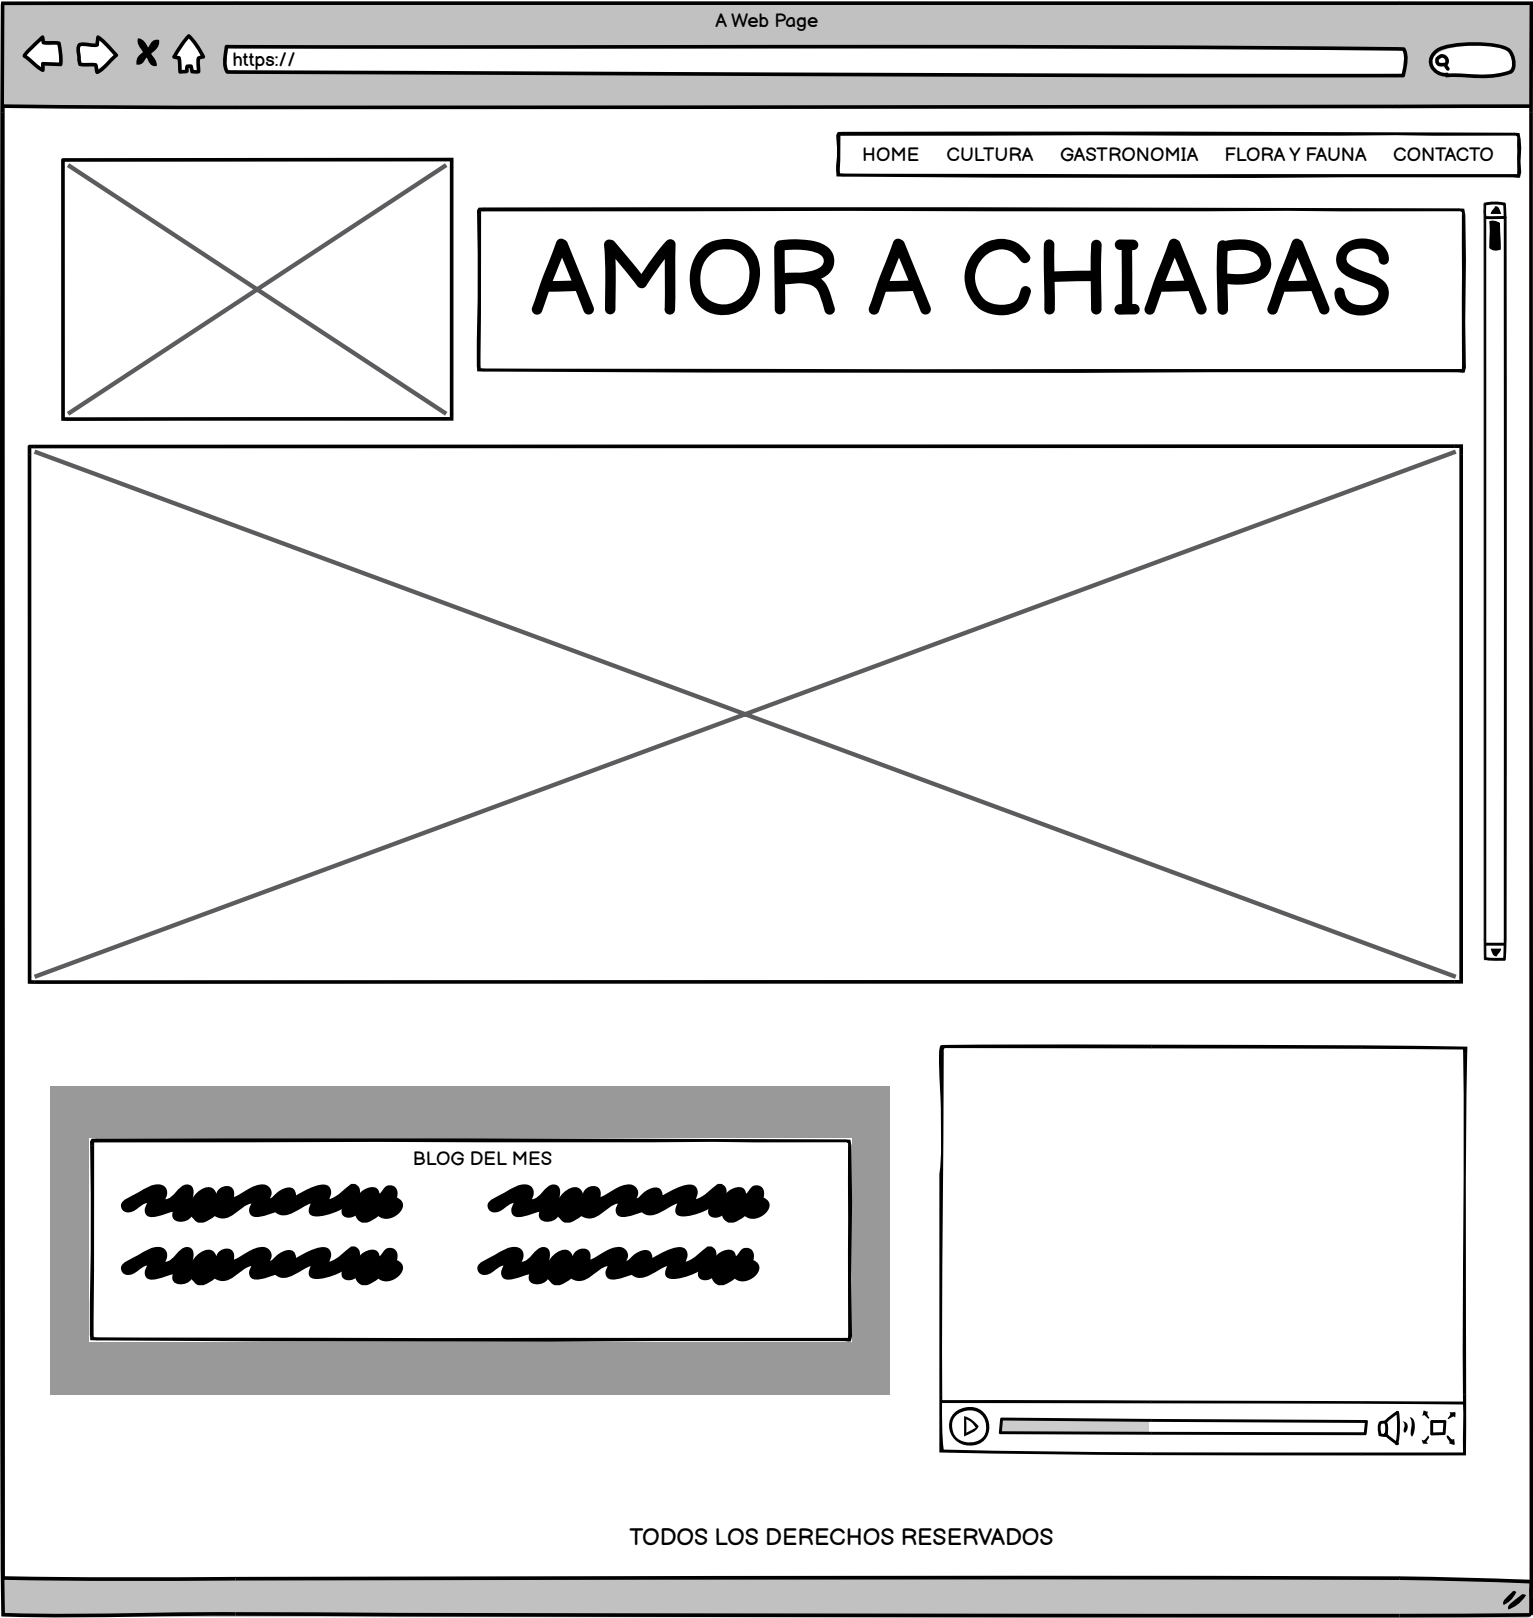 A Web Page
https://
HOME CULTURA GASTRONOMIA FLORA Y FAUNA CONTACTO
AMOR A CHIAPAS
BLOG DEL MES
TODOS LOS DERECHOS RESERVADOS